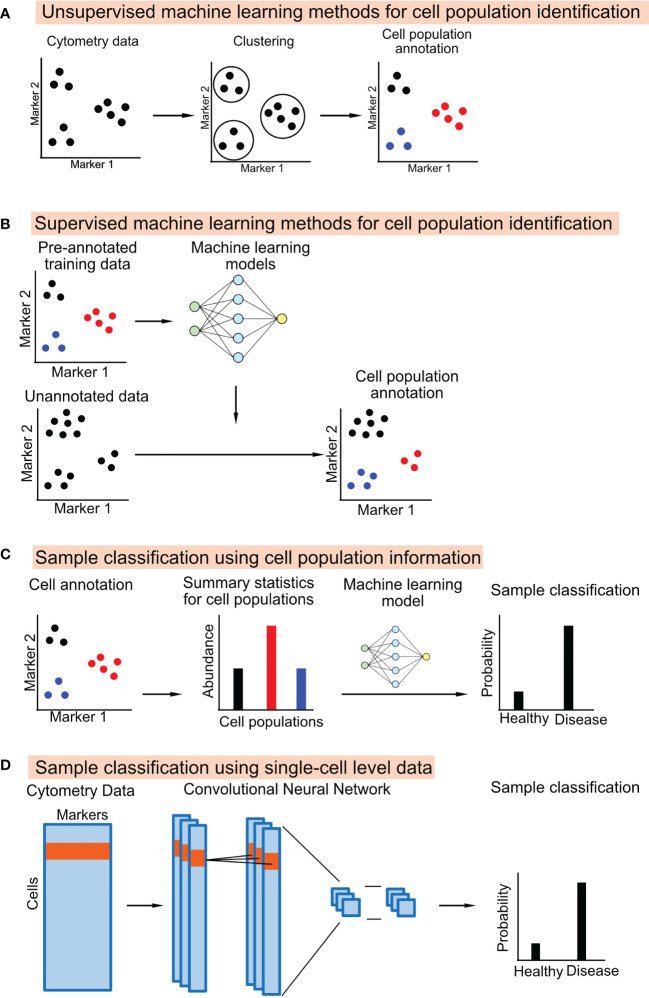 A
Unsupervised machine learning methods for cell population identification
Cytometry data
Clustering
Cell population
annotation
Marker 2
Marker 1
Marker 2
Marker 1
Marker 2
Marker 1
B
Supervised machine learning methods for cell population identification
Pre-annotated
training data
Machine learning
models
Marker 2
Marker 1
Unannotated data
Cell population
annotation
Marker 2
Marker 1
Marker 2
Marker 1
C
Sample classification using cell population information
Cell annotation
Summary statistics
for cell populations
Machine learning
model
Sample classification
Marker 2
Marker 1
Abundance
Cell populations
Probability
Healthy
Disease
D
Sample classification using single-cell level data
Cytometry Data
Convolutional Neural Network
Sample classification
Markers
Cells
Probability
Healthy
Disease